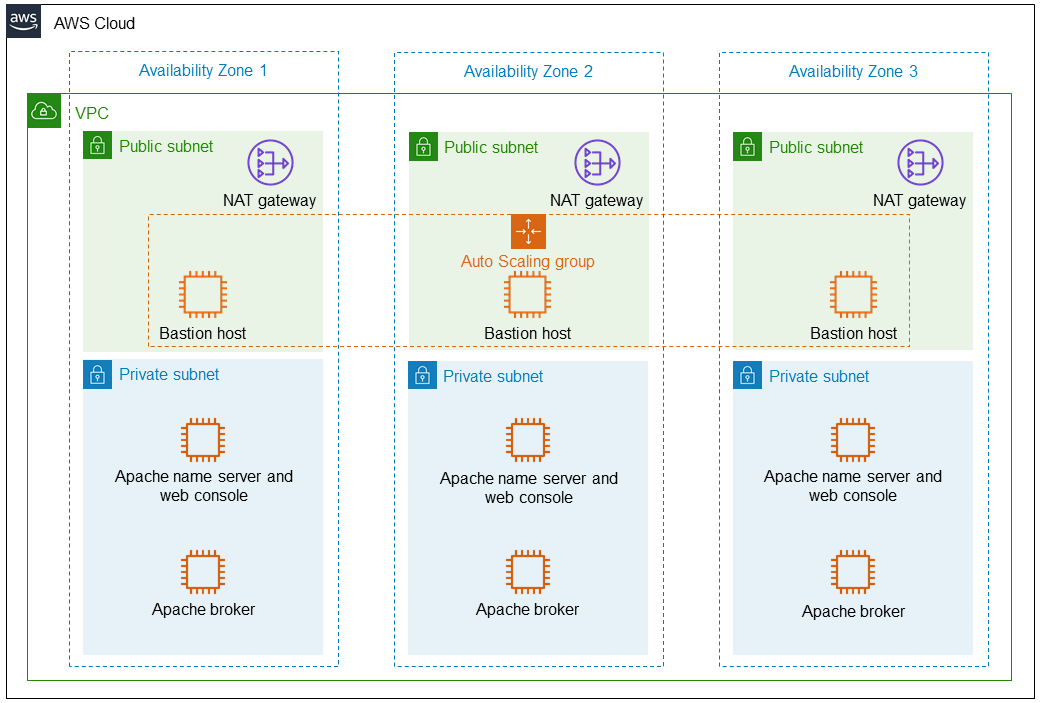 aws
AWS Cloud
Availability Zone 1
Availability Zone 2
Availability Zone 3
VPC
Public subnet
NAT gateway
Public subnet
NAT gateway
Public subnet
NAT gateway
Auto Scaling group
Bastion host
Bastion host
Bastion host
Private subnet
Apache name server and
web console
Apache broker
Private subnet
Apache name server and
web console
Apache broker
Private subnet
Apache name server and
web console
Apache broker